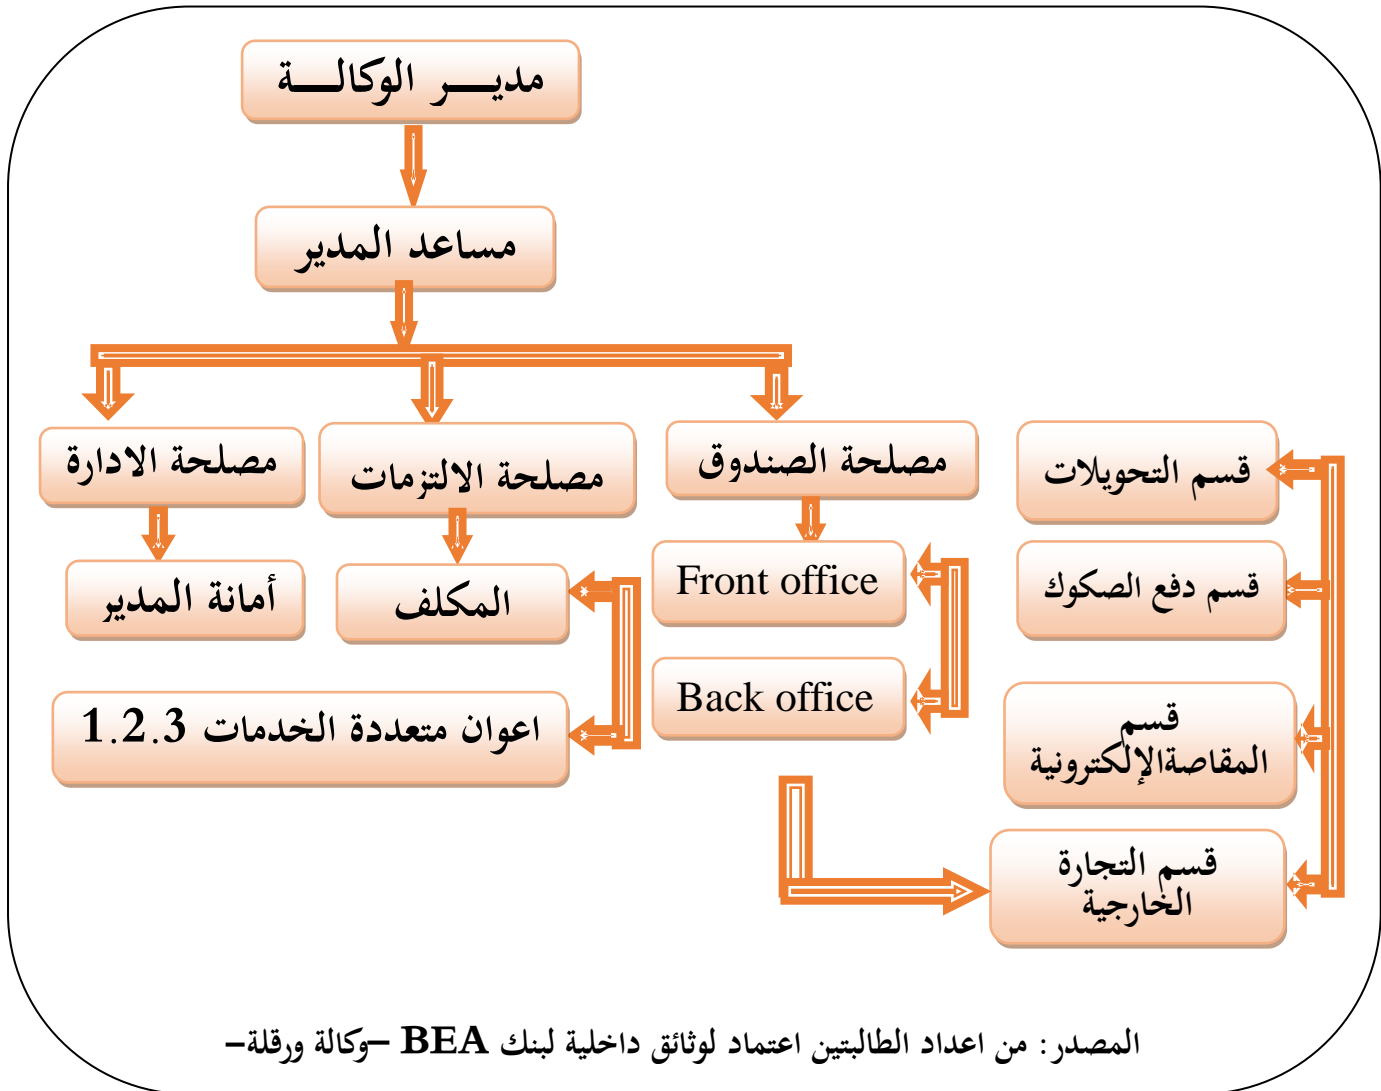 مديـــر الوكالـــة
مساعد المدير
قسم التحويلات
مصلحة الصندوق
مصلحة الالتزمات
مصلحة الادارة
قسم دفع الصكوك
Front office
المكلف
أمانة المدير
قسم
المقاصةالإلكترونية
Back office
اعوان متعددة الخدمات 1.2.3
قسم التجارة
الخارجية
المصدر: من اعداد الطالبتين اعتماد لوثائق داخلية لبنك BEA –وكالة ورقلة–